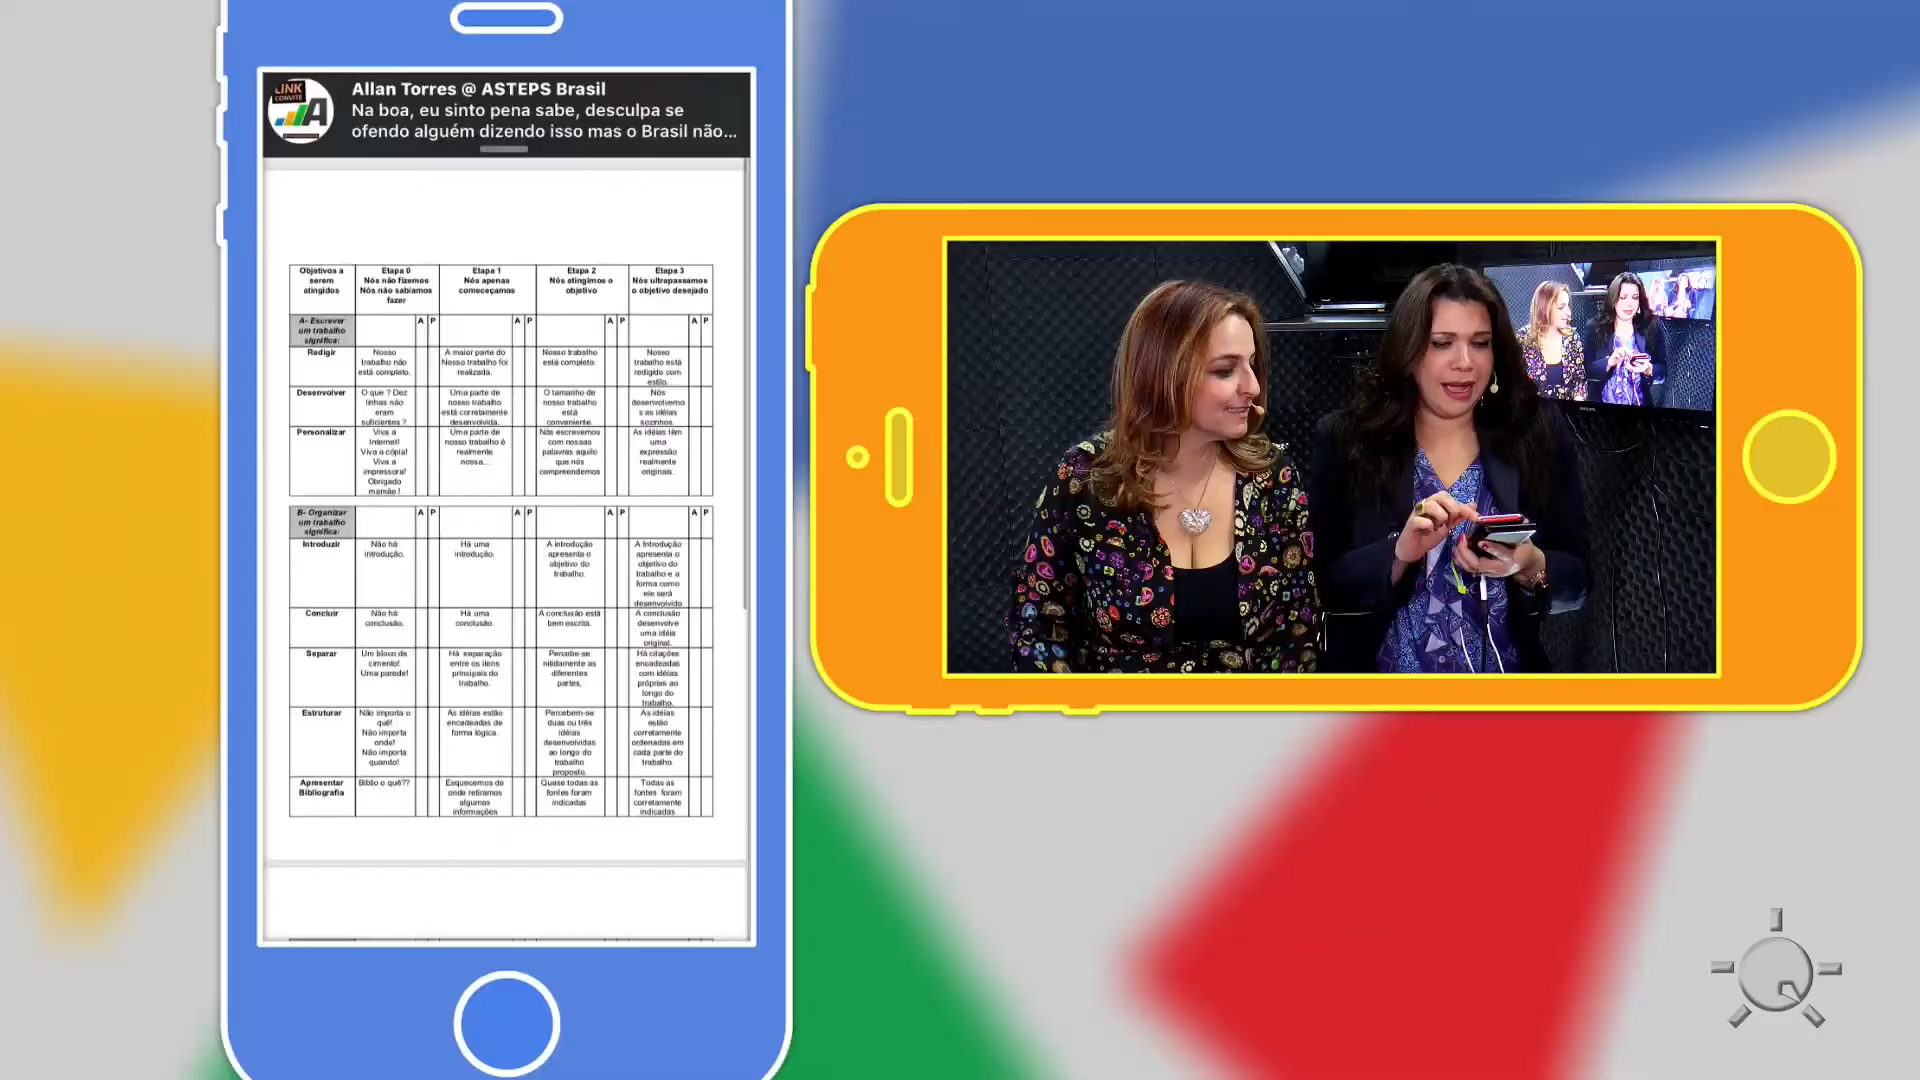 LINK
CONVITE
A
Allan Torres @ ASTEPS Brasil
Na boa, eu sinto pena sabe, desculpa se
ofendo alguém dizendo isso mas o Brasil não...
Objetivos a serem atingidos
Etapa 0 Nós não fizemos Nós não sabíamos fazer
Etapa 1 Nós apenas começeçamos
Etapa 2 Nós atingimos o objetivo
Etapa 3 Nós ultrapassamos o objetivo desejado
A- Escrever um trabalho significa: A P A P A P A P
Redigir
Nosso trabalho não está completo.
A maior parte do Nosso trabalho foi realizada.
Nosso trabalho está completo.
Nosso trabalho está redigido com estilo.
Desenvolver
O que ? Dez linhas não eram suficientes ?
Uma parte de nosso trabalho está corretamente desenvolvida.
O tamanho de nosso trabalho está conveniente.
Nós desenvolvemo s as idéias sozinhos.
Personalizar
Viva a Internet! Viva a cópia! Viva a impressora! Obrigado mamãe !
Uma parte de nosso trabalho é realmente nossa...
Nós escrevemos com nossas palavras aquilo que nós compreendemos
As idéias têm uma expressão realmente originais.
B- Organizar um trabalho significa: A P A P A P A P
Introduzir
Não há introdução.
Há uma introdução.
A introdução apresenta o objetivo do trabalho.
A Introdução apresenta o objetivo do trabalho e a forma como ele será desenvolvido
Concluir
Não há conclusão.
Há uma conclusão.
A conclusão está bem escrita.
A conclusão desenvolve uma idéia original.
Separar
Um bloco de cimento! Uma parede!
Há separação entre os itens principais do trabalho.
Percebe-se nitidamente as diferentes partes,
Há citações encadeadas com idéias próprias ao longo do trabalho.
Estruturar
Não importa o quê! Não importa onde! Não importa quando!
As idéias estão encadeadas de forma lógica.
Percebem-se duas ou três idéias desenvolvidas ao longo do trabalho proposto.
As idéias estão corretamente ordenadas em cada parte do trabalho.
Apresentar Bibliografia
Biblio o quê??
Esquecemos de onde retiramos algumas informações
Quase todas as fontes foram indicadas
Todas as fontes foram corretamente indicadas